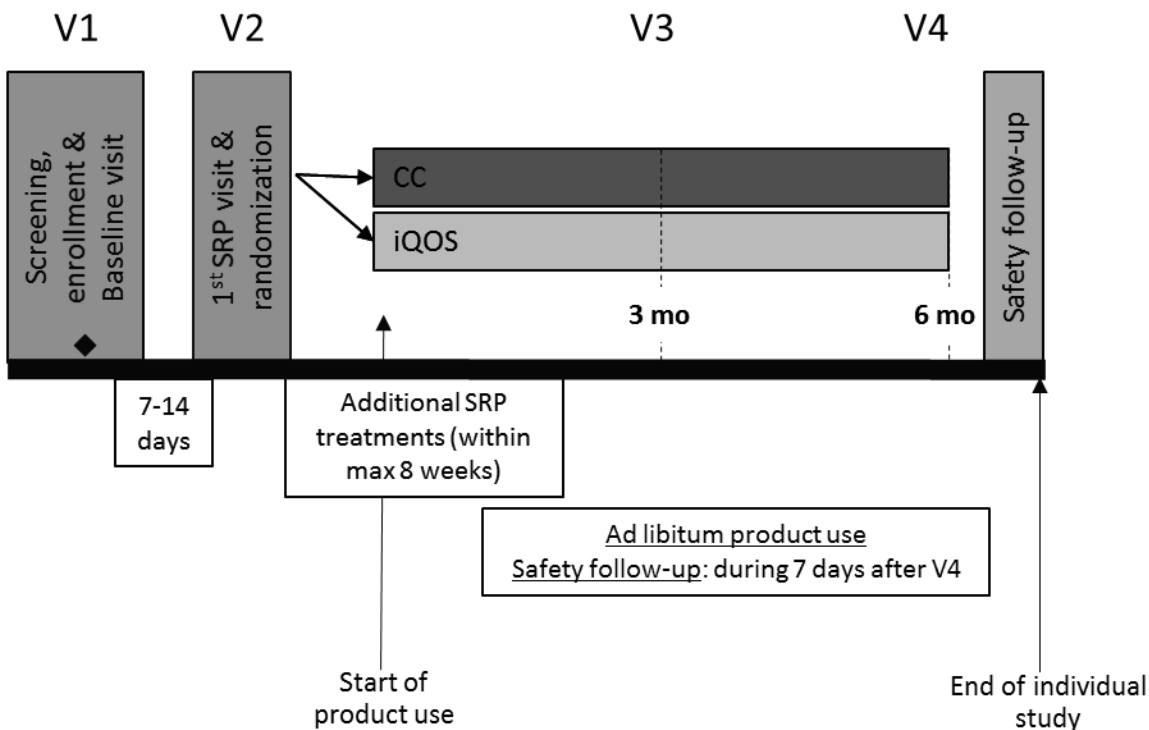 V1
V2
V3
V4
Screening,
enrollment &
Baseline visit
1st SRP visit &
randomization
CC
iQOS
3 mo
6 mo
Safety follow-up
7-14
days
Additional SRP
treatments (within
max 8 weeks)
Ad libitum product use
Safety follow-up: during 7 days after V4
Start of
product use
End of individual
study